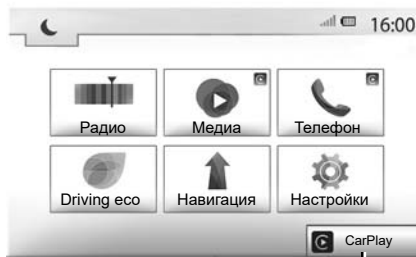 16:00
Радио
Медиа
Телефон
Driving eco
Навигация
Настройки
CarPlay